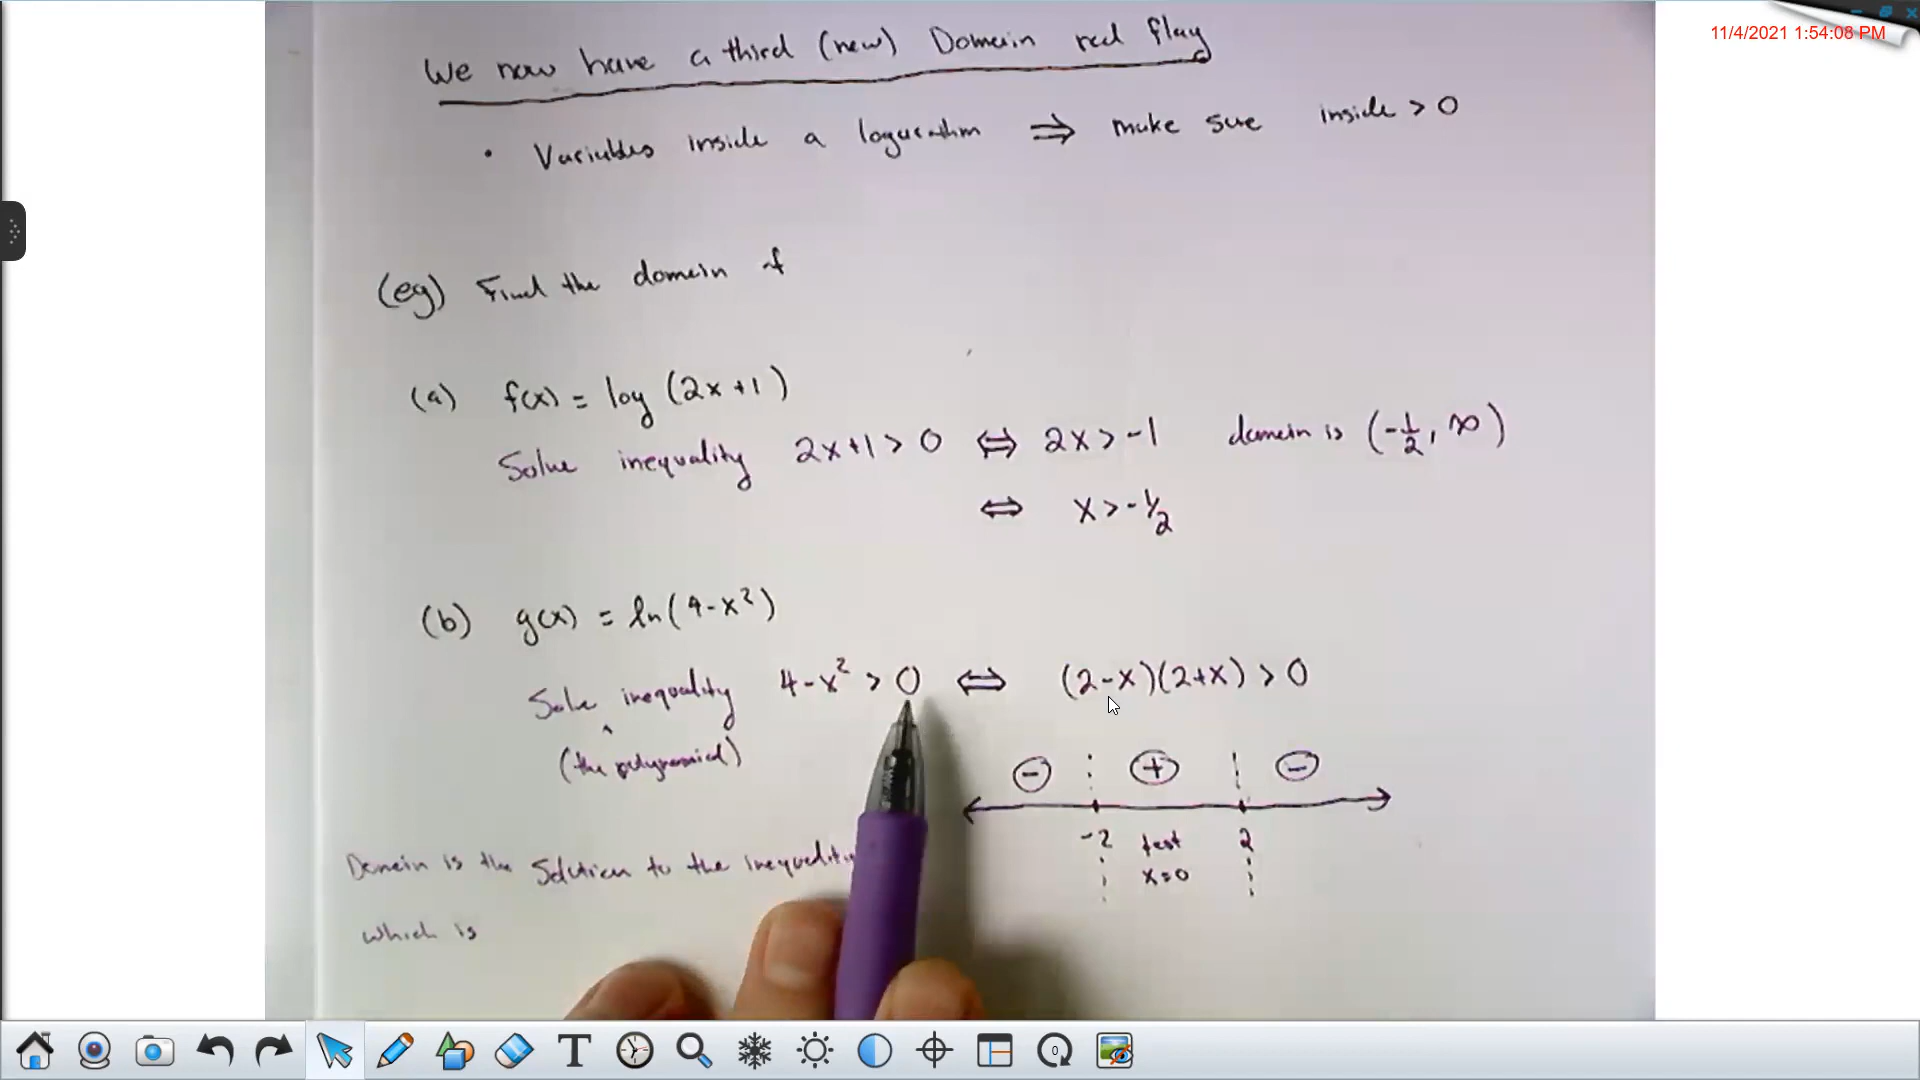 11/4/2021 1:54:08 PM
We now have a third (new) Domain red flag
• Variables inside a logarithm ⇒ make sure inside > 0
(eg) Find the domain of
(a) f(x) = log (2x+1)
Solve inequality 2x+1 > 0 ⇔ 2x > -1 domain is (-1/2, ∞)
⇔ x > -1/2
(b) g(x) = ln(4-x²)
Solve inequality 4-x² > 0 ⇔ (2-x)(2+x) > 0
^
(the polynomial)
- + -
-2 test 2
x=0
Domain is the Solution to the inequality
which is
T
0